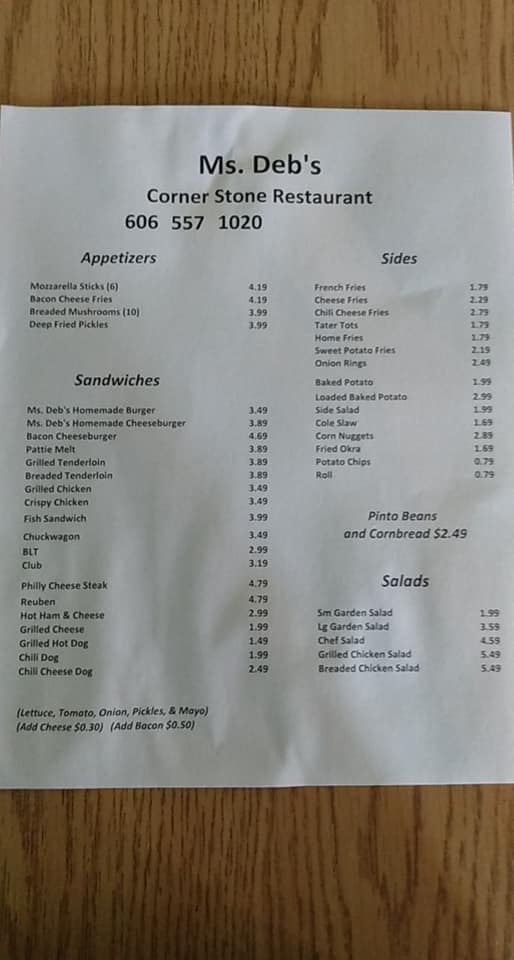 Ms. Deb's
Corner Stone Restaurant
606 557 1020
Appetizers
Mozzarella Sticks (6) 4.19
Bacon Cheese Fries 4.19
Breaded Mushrooms (10) 3.99
Deep Fried Pickles 3.99
Sandwiches
Ms. Deb's Homemade Burger 3.49
Ms. Deb's Homemade Cheeseburger 3.89
Bacon Cheeseburger 4.69
Pattie Melt 3.89
Grilled Tenderloin 3.89
Breaded Tenderloin 3.89
Grilled Chicken 3.49
Crispy Chicken 3.49
Fish Sandwich 3.99
Chuckwagon 3.49
BLT 2.99
Club 3.19
Philly Cheese Steak 4.79
Reuben 4.79
Hot Ham & Cheese 2.99
Grilled Cheese 1.99
Grilled Hot Dog 1.49
Chili Dog 1.99
Chili Cheese Dog 2.49
(Lettuce, Tomato, Onion, Pickles, & Mayo)
(Add Cheese $0.30) (Add Bacon $0.50)
Sides
French Fries 1.79
Cheese Fries 2.29
Chili Cheese Fries 2.79
Tater Tots 1.79
Home Fries 1.79
Sweet Potato Fries 2.19
Onion Rings 2.49
Baked Potato 1.99
Loaded Baked Potato 2.99
Side Salad 1.99
Cole Slaw 1.69
Corn Nuggets 2.89
Fried Okra 1.69
Potato Chips 0.79
Roll 0.79
Pinto Beans
and Cornbread $2.49
Salads
Sm Garden Salad 1.99
Lg Garden Salad 3.59
Chef Salad 4.59
Grilled Chicken Salad 5.49
Breaded Chicken Salad 5.49